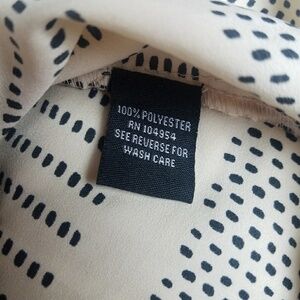 100% POLYESTER
RN 104954
SEE REVERSE FOR
WASH CARE